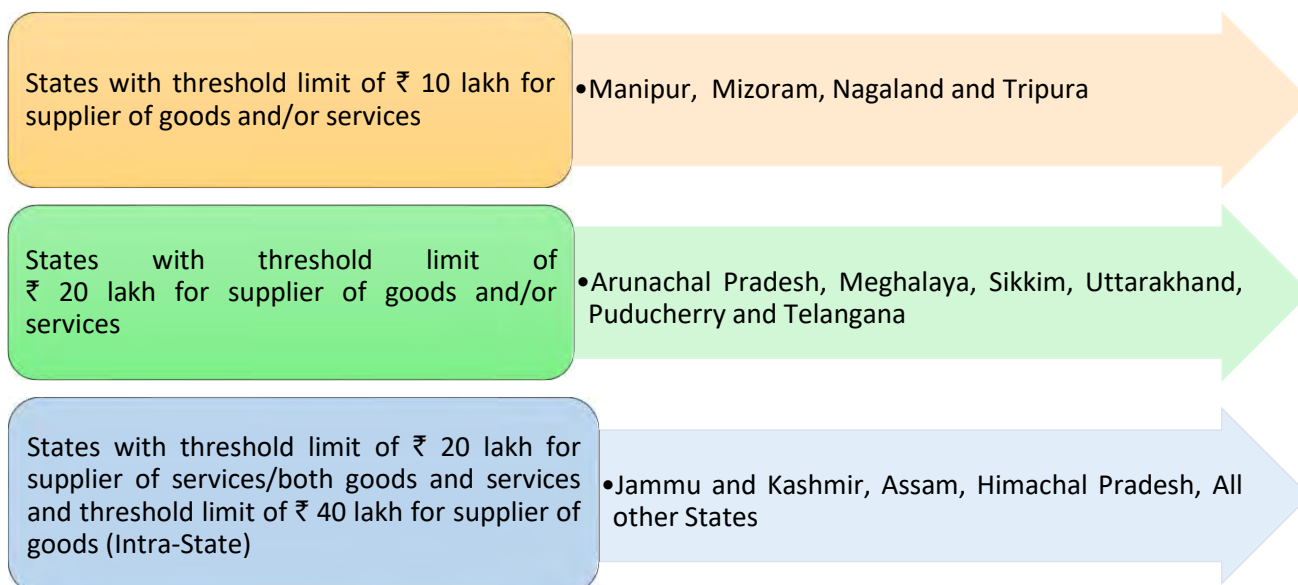 States with threshold limit of ₹ 10 lakh for
supplier of goods and/or services
•Manipur, Mizoram, Nagaland and Tripura
States with threshold limit of
₹ 20 lakh for supplier of goods and/or
services
•Arunachal Pradesh, Meghalaya, Sikkim, Uttarakhand,
Puducherry and Telangana
States with threshold limit of ₹ 20 lakh for
supplier of services/both goods and services
and threshold limit of ₹ 40 lakh for supplier of
goods (Intra-State)
•Jammu and Kashmir, Assam, Himachal Pradesh, All
other States